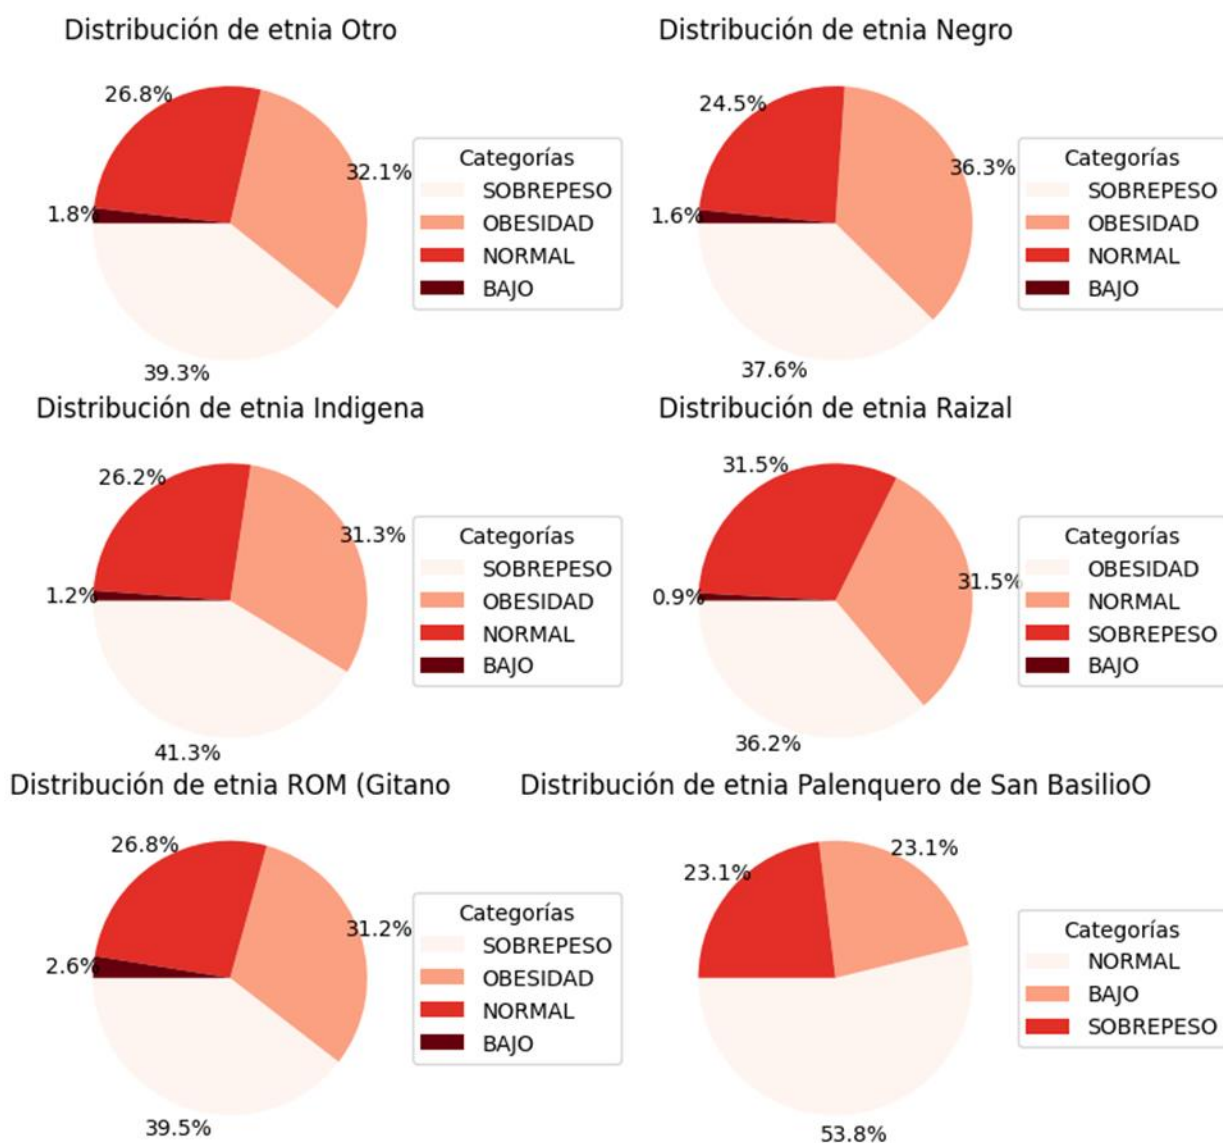 Distribución de etnia Otro
26.8%
32.1%
1.8%
39.3%
Categorías
SOBREPESO
OBESIDAD
NORMAL
BAJO
Distribución de etnia Negro
24.5%
36.3%
1.6%
37.6%
Categorías
SOBREPESO
OBESIDAD
NORMAL
BAJO
Distribución de etnia Indigena
26.2%
31.3%
1.2%
41.3%
Categorías
SOBREPESO
OBESIDAD
NORMAL
BAJO
Distribución de etnia Raizal
31.5%
31.5%
0.9%
36.2%
Categorías
OBESIDAD
NORMAL
SOBREPESO
BAJO
Distribución de etnia ROM (Gitano
26.8%
31.2%
2.6%
39.5%
Categorías
SOBREPESO
OBESIDAD
NORMAL
BAJO
Distribución de etnia Palenquero de San BasilioO
23.1%
23.1%
53.8%
Categorías
NORMAL
BAJO
SOBREPESO